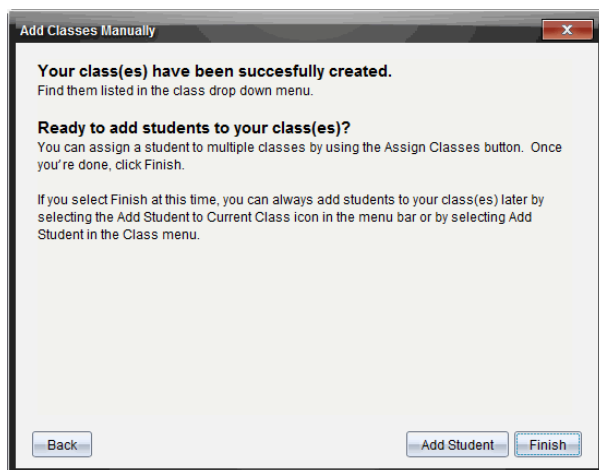 Add Classes Manually
x
Your class(es) have been succesfully created.
Find them listed in the class drop down menu.
Ready to add students to your class(es)?
You can assign a student to multiple classes by using the Assign Classes button. Once
you're done, click Finish.
If you select Finish at this time, you can always add students to your class(es) later by
selecting the Add Student to Current Class icon in the menu bar or by selecting Add
Student in the Class menu.
Back Add Student Finish